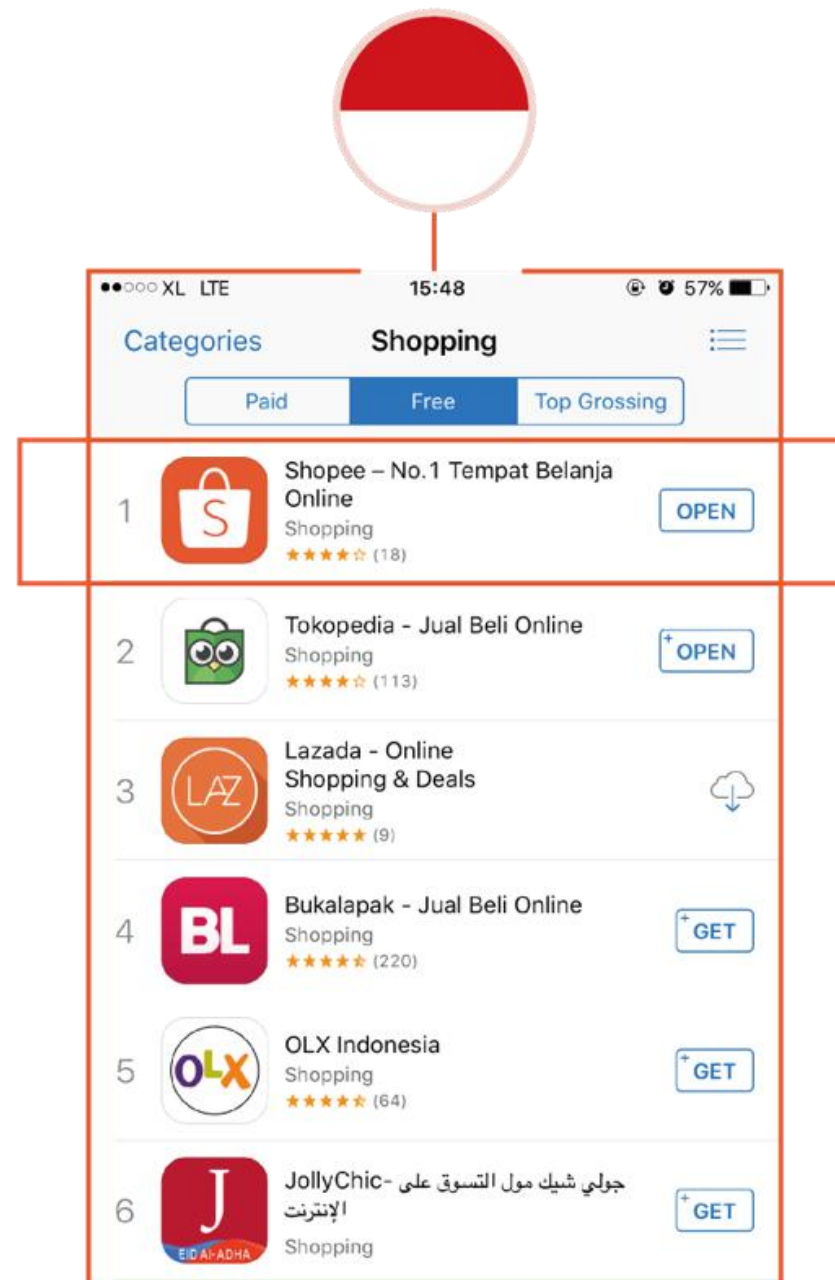 XL LTE 15:48 57%
Categories Shopping
Paid Free Top Grossing
1 S Shopee – No.1 Tempat Belanja
Online
Shopping
(18)
OPEN
2 Tokopedia - Jual Beli Online
Shopping
(113)
+ OPEN
3 LAZ Lazada - Online
Shopping & Deals
Shopping
(9)
4 BL Bukalapak - Jual Beli Online
Shopping
(220)
+ GET
5 OLX OLX Indonesia
Shopping
(64)
+ GET
6 J EID Al-ADHA JollyChic- جولي شيك مول التسوق على
الإنترنت
Shopping
+ GET